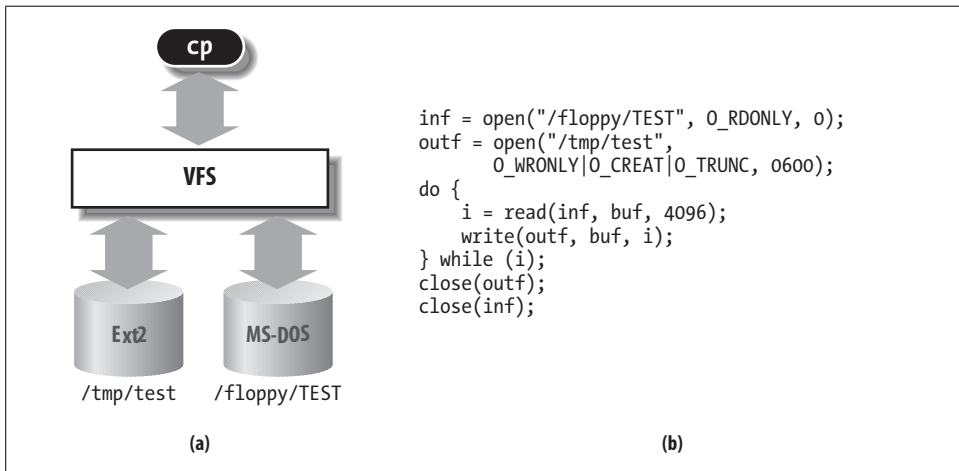 cp
VFS
Ext2
MS-DOS
/tmp/test
/floppy/TEST
(a)
inf = open("/floppy/TEST", O_RDONLY, 0);
outf = open("/tmp/test",
       O_WRONLY|O_CREAT|O_TRUNC, 0600);
do {
    i = read(inf, buf, 4096);
    write(outf, buf, i);
} while (i);
close(outf);
close(inf);
(b)